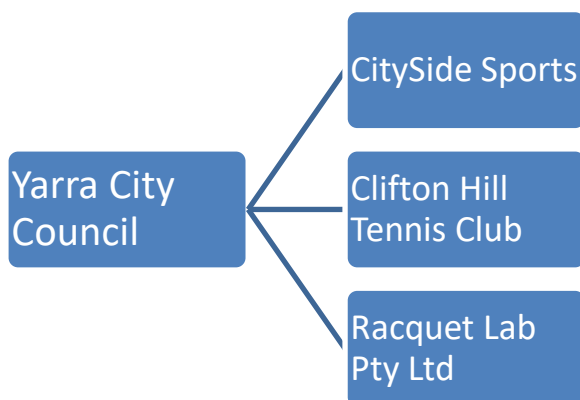 CitySide Sports
Yarra City
Council
Clifton Hill
Tennis Club
Racquet Lab
Pty Ltd